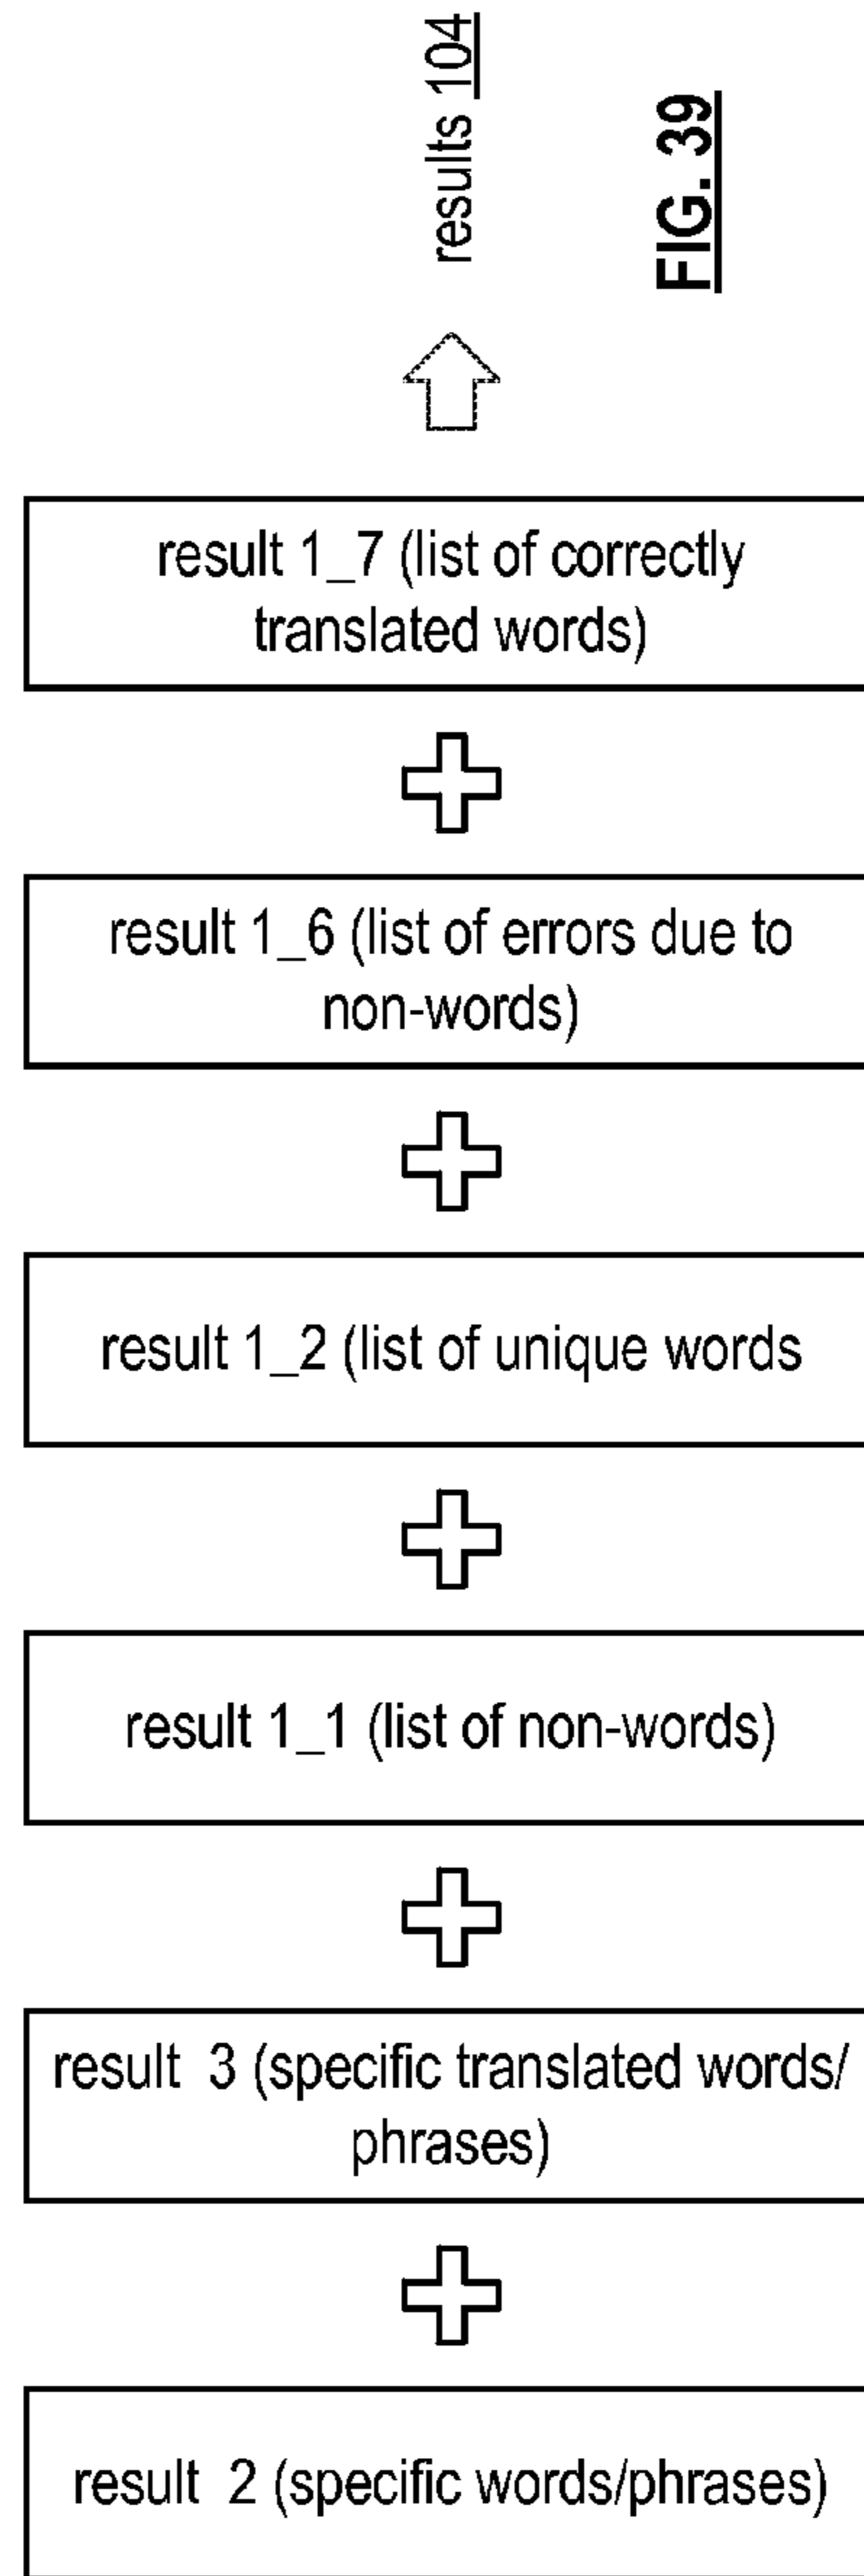 results 104
FIG. 39
result 1_7 (list of correctly
translated words)
result 1_6 (list of errors due to
non-words)
result 1_2 (list of unique words
result 1_1 (list of non-words)
result 3 (specific translated words/
phrases)
result 2 (specific words/phrases)